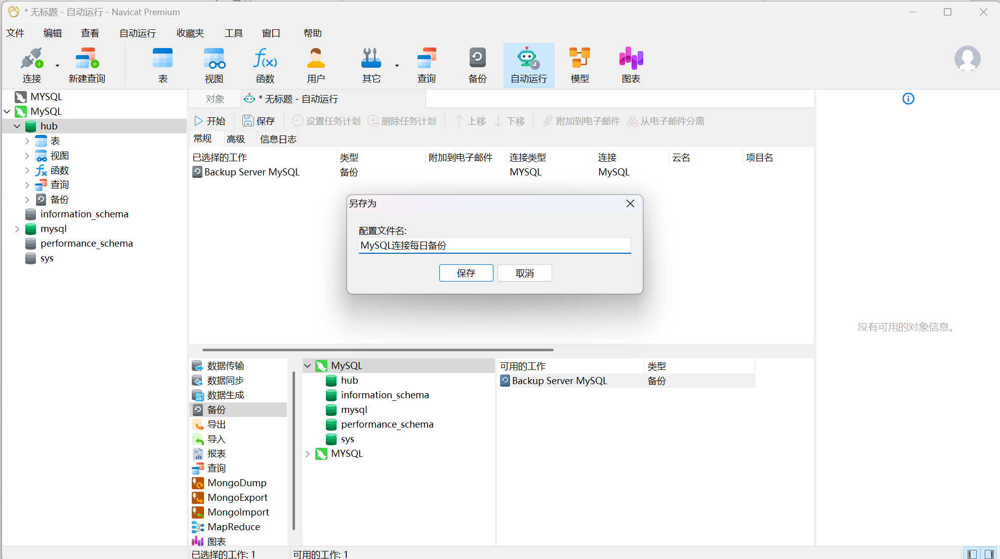 * 无标题 - 自动运行 - Navicat Premium
文件 编辑 查看 自动运行 收藏夹 工具 窗口 帮助
连接 新建查询 表 视图 函数 用户 其它 查询 备份 自动运行 模型 图表
MYSQL
MySQL
hub
表
视图
函数
查询
备份
information_schema
mysql
performance_schema
sys
对象 * 无标题 - 自动运行
开始 保存 设置任务计划 删除任务计划 上移 下移 附加到电子邮件 从电子邮件分离
常规 高级 信息日志
已选择的工作 类型 附加到电子邮件 连接类型 连接 云名 项目名
Backup Server MySQL 备份 MYSQL MySQL
另存为
配置文件名:
MySQL连接每日备份
保存 取消
没有可用的对象信息。
数据传输
数据同步
数据生成
备份
导出
导入
报表
查询
MongoDump
MongoExport
MongoImport
MapReduce
图表
MySQL
hub
information_schema
mysql
performance_schema
sys
MYSQL
可用的工作 类型
Backup Server MySQL 备份
已选择的工作: 1 可用的工作: 1